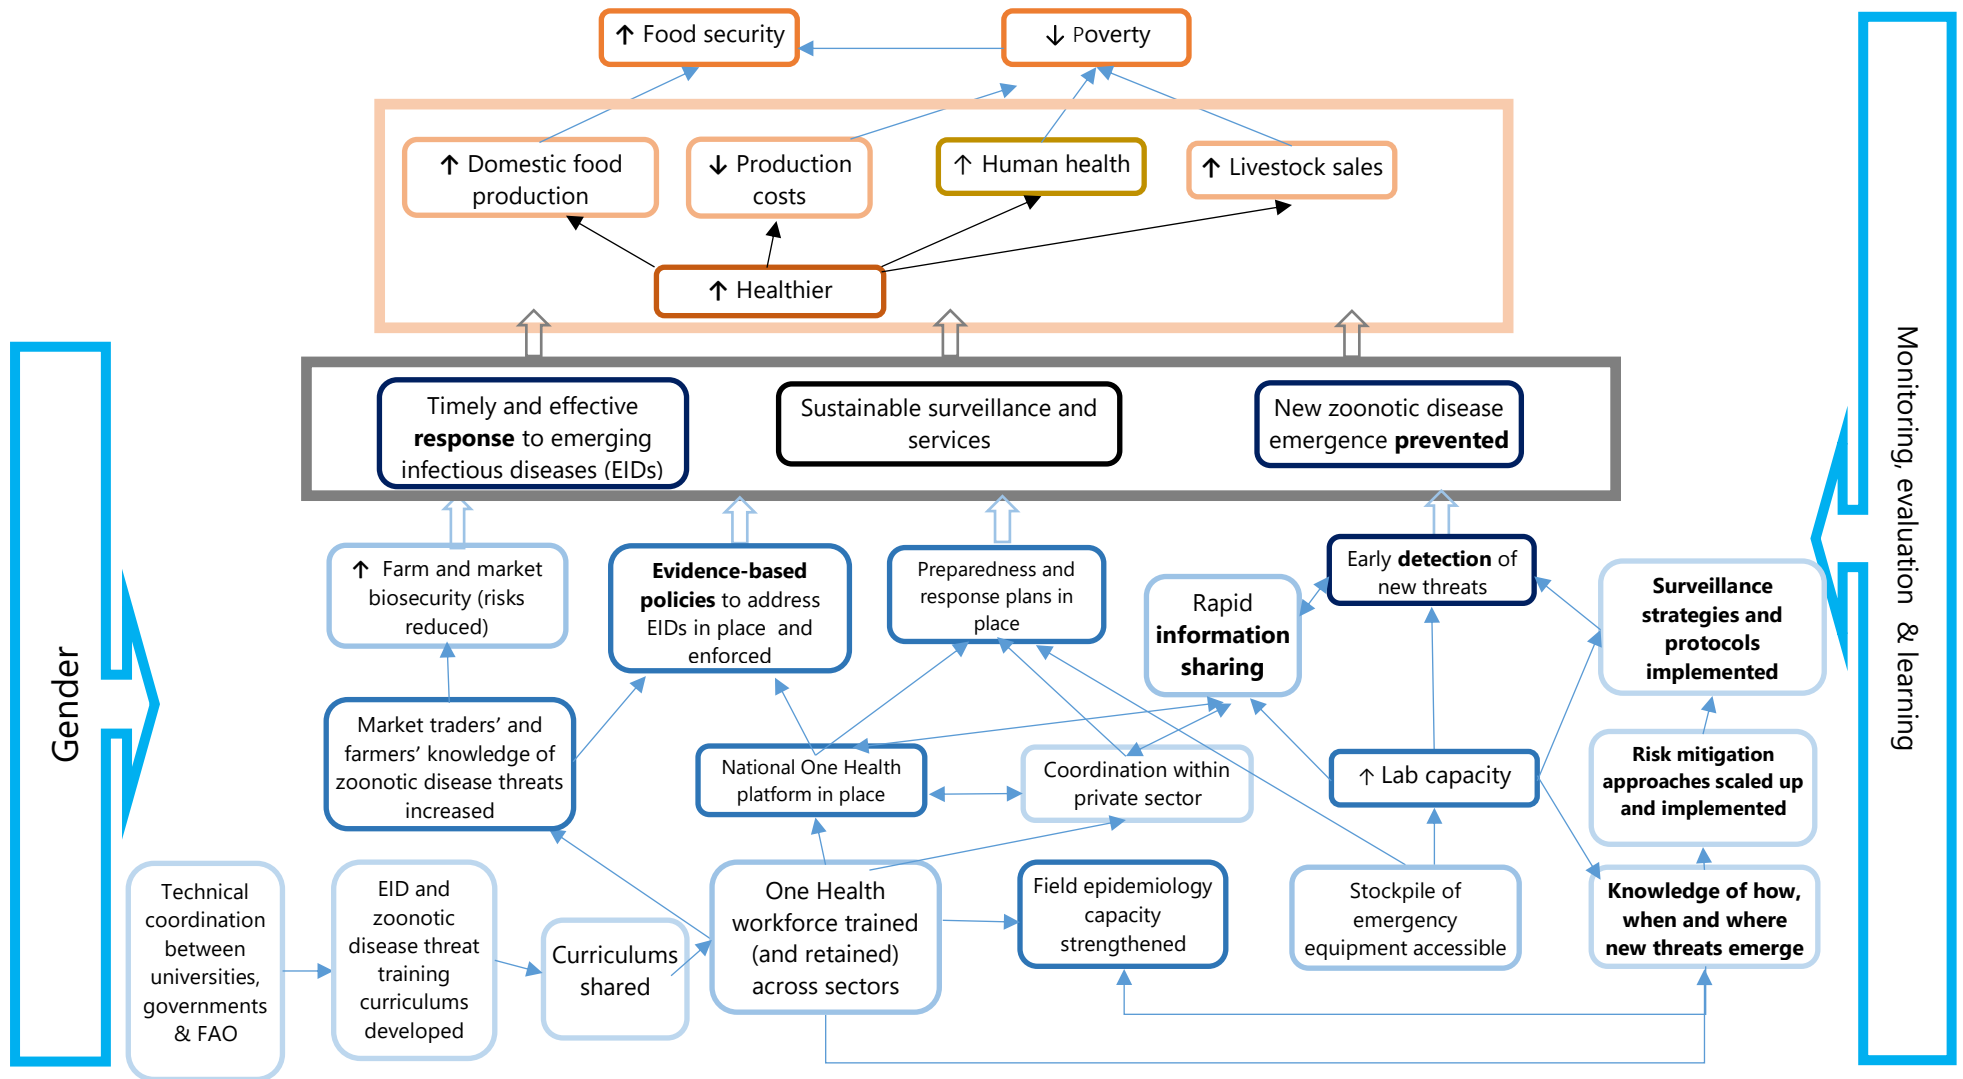 ↑ Food security
↓ Poverty
↑ Domestic food
production
↓ Production
costs
↑ Human health
↑ Livestock sales
↑ Healthier
Timely and effective
response to emerging
infectious diseases (EIDs)
Sustainable surveillance and
services
New zoonotic disease
emergence prevented
↑ Farm and market
biosecurity (risks
reduced)
Evidence-based
policies to address
EIDs in place and
enforced
Preparedness and
response plans in
place
Rapid
information
sharing
Early detection of
new threats
Surveillance
strategies and
protocols
implemented
Market traders’ and
farmers’ knowledge of
zoonotic disease threats
increased
National One Health
platform in place
Coordination within
private sector
↑ Lab capacity
Risk mitigation
approaches scaled up
and implemented
Technical
coordination
between
universities,
governments
& FAO
EID and
zoonotic
disease threat
training
curriculums
developed
Curriculums
shared
One Health
workforce trained
(and retained)
across sectors
Field epidemiology
capacity
strengthened
Stockpile of
emergency
equipment accessible
Knowledge of how,
when and where
new threats emerge
Gender
Monitoring, evaluation & learning